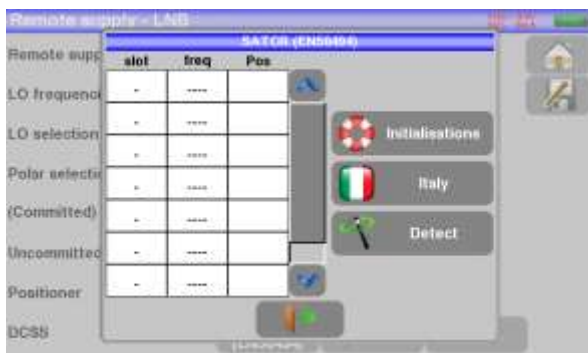 Remote supply - LNB
SATOR (EN50494)
Remote supp
slot freq Pos
- ----
LO frequenc
- ----
LO selection
- ----
Initialisations
Polar selecti
- ----
Italy
(Committed)
- ----
Detect
Uncommitted
- ----
Positioner
- ----
DCSS